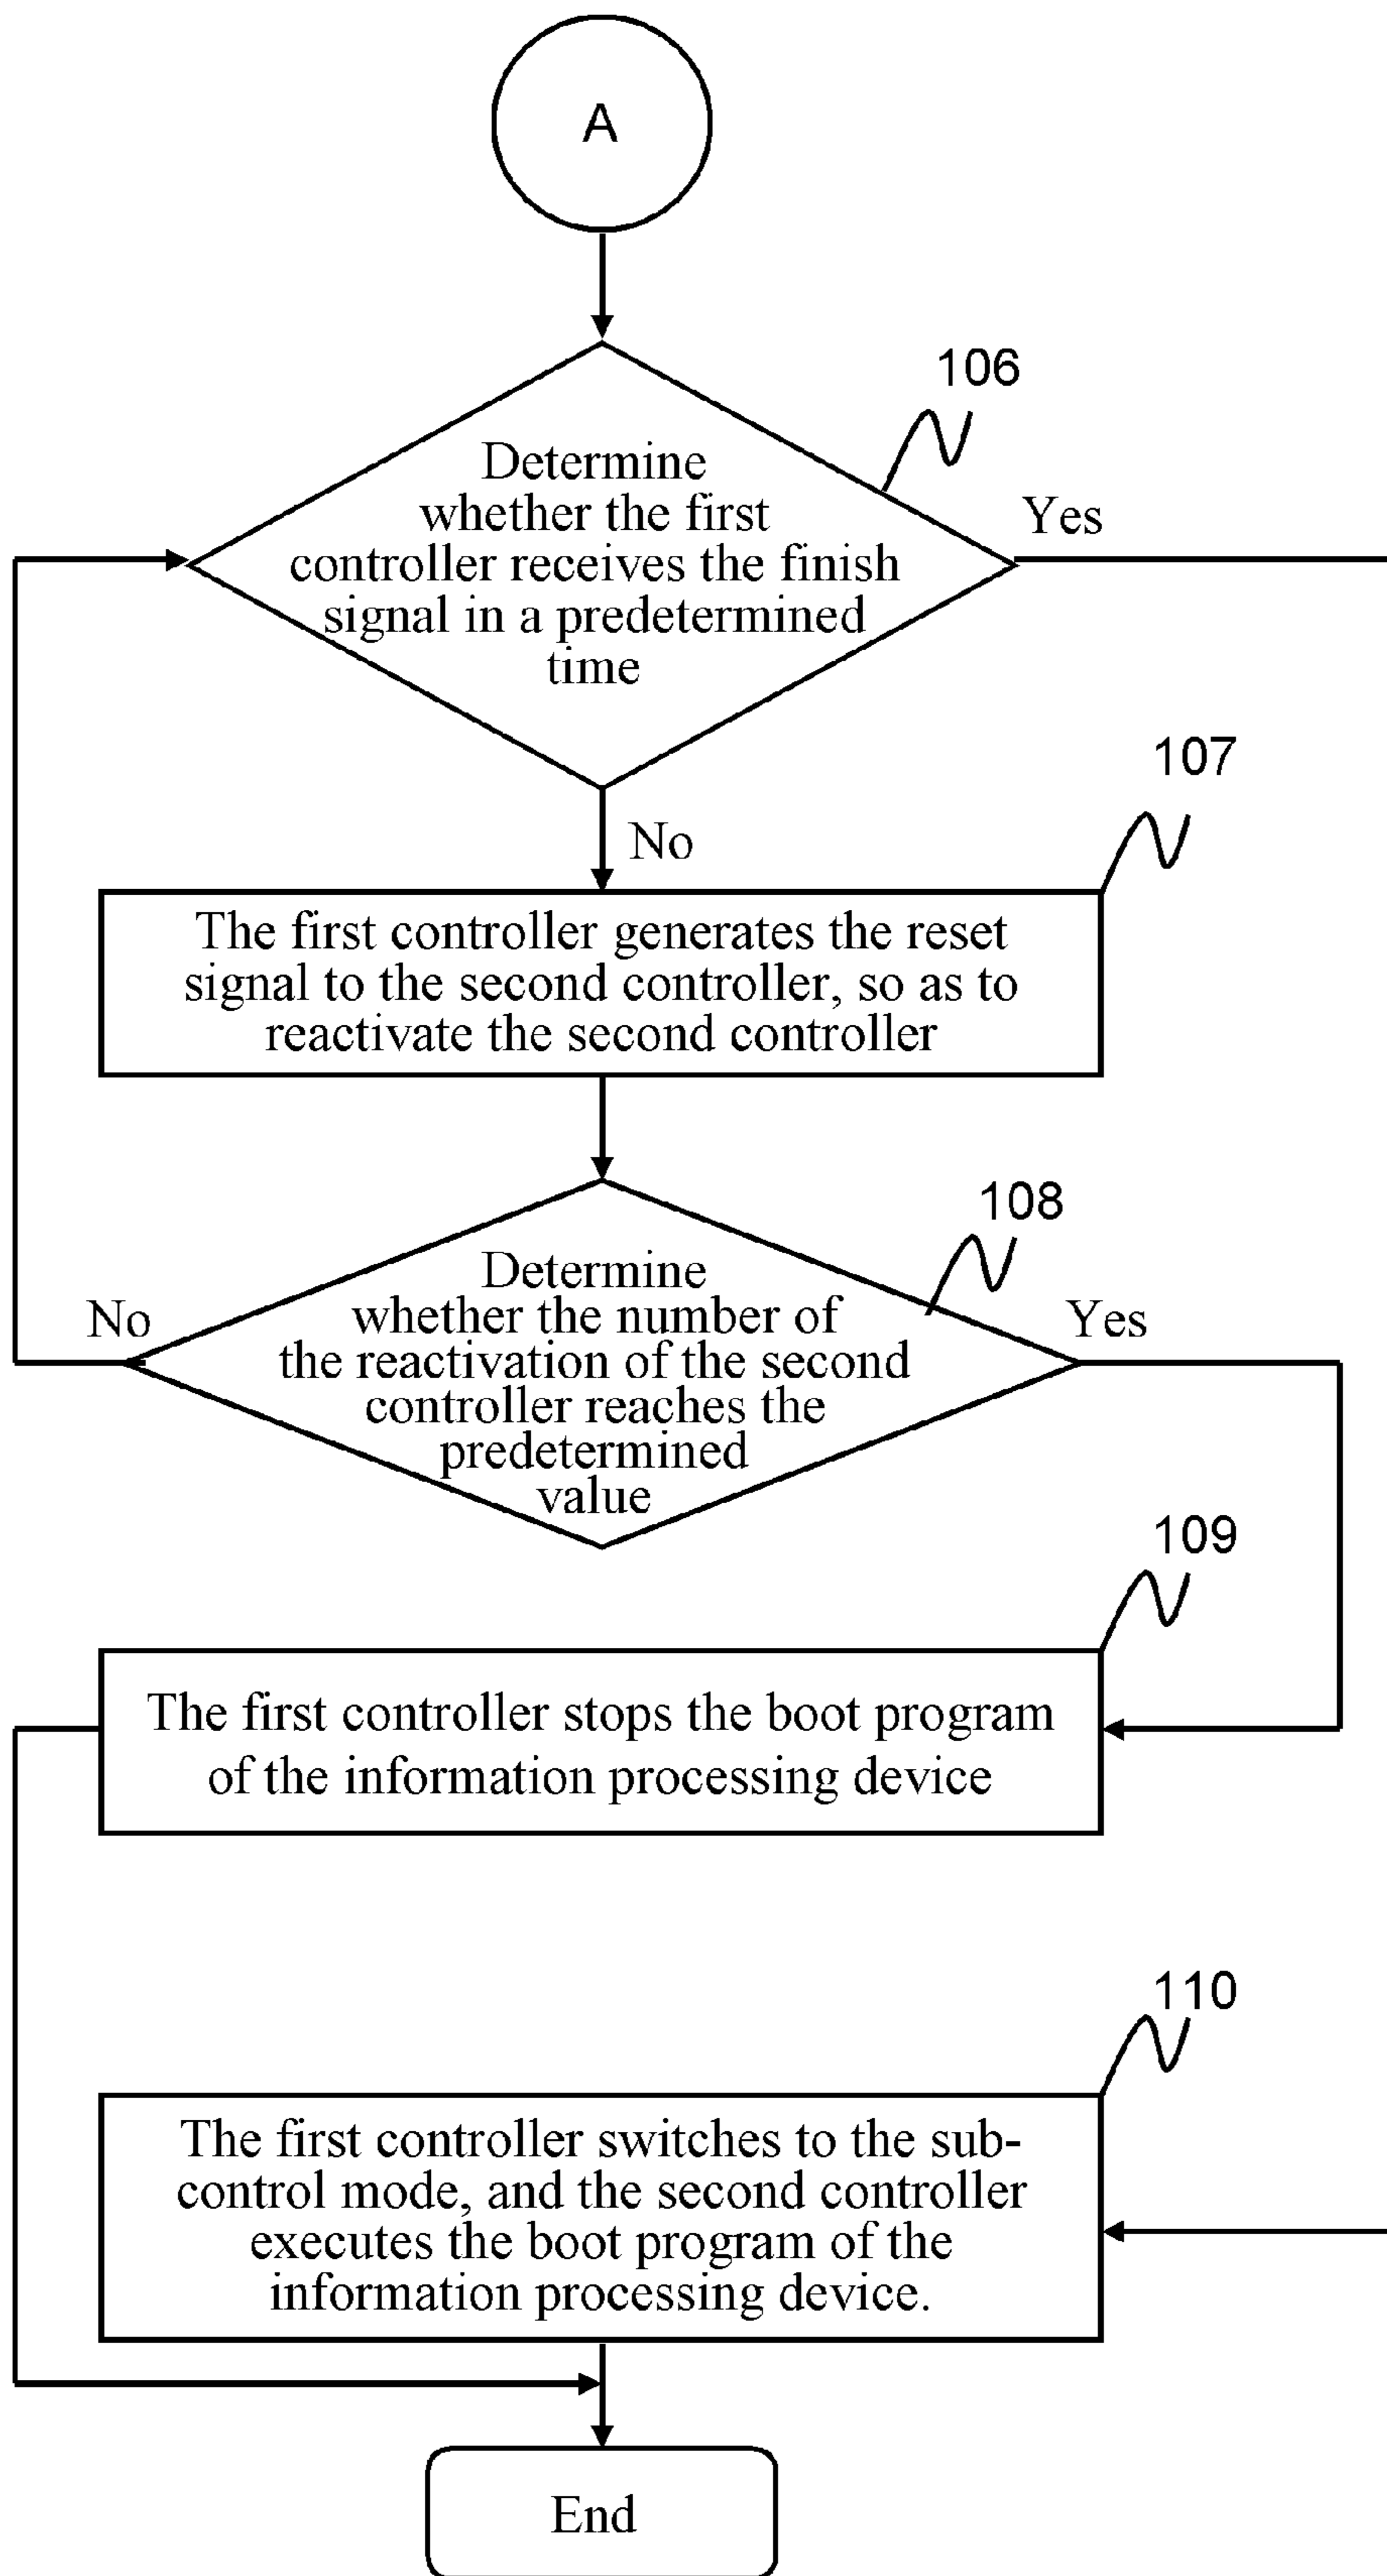 A
106
Determine
whether the first
controller receives the finish
signal in a predetermined
time
Yes
No
107
The first controller generates the reset
signal to the second controller, so as to
reactivate the second controller
108
Determine
whether the number of
the reactivation of the second
controller reaches the
predetermined
value
No
Yes
109
The first controller stops the boot program
of the information processing device
110
The first controller switches to the sub-
control mode, and the second controller
executes the boot program of the
information processing device.
End